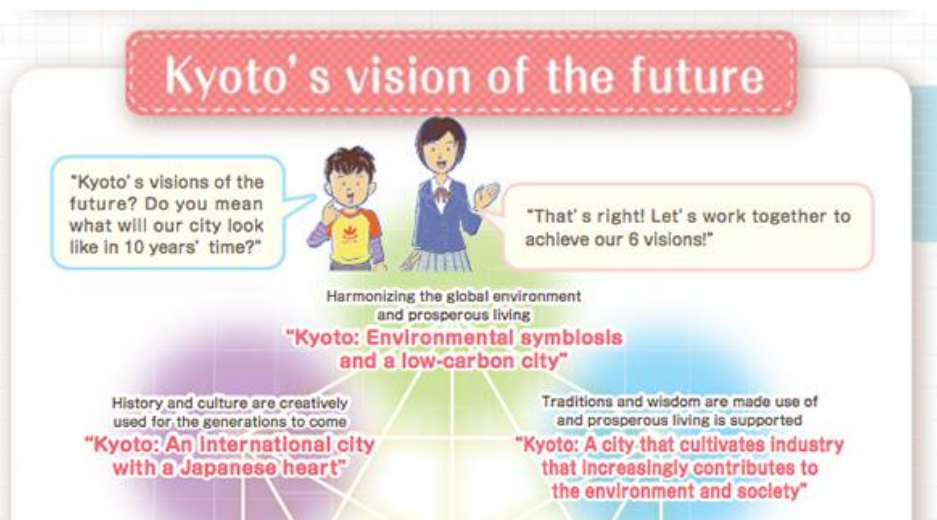 Kyoto's vision of the future
"Kyoto's visions of the
future? Do you mean
what will our city look
like in 10 years' time?"
"That's right! Let's work together to
achieve our 6 visions!"
Harmonizing the global environment
and prosperous living
"Kyoto: Environmental symbiosis
and a low-carbon city"
History and culture are creatively
used for the generations to come
"Kyoto: An international city
with a Japanese heart"
Traditions and wisdom are made use of
and prosperous living is supported
"Kyoto: A city that cultivates industry
that increasingly contributes to
the environment and society"